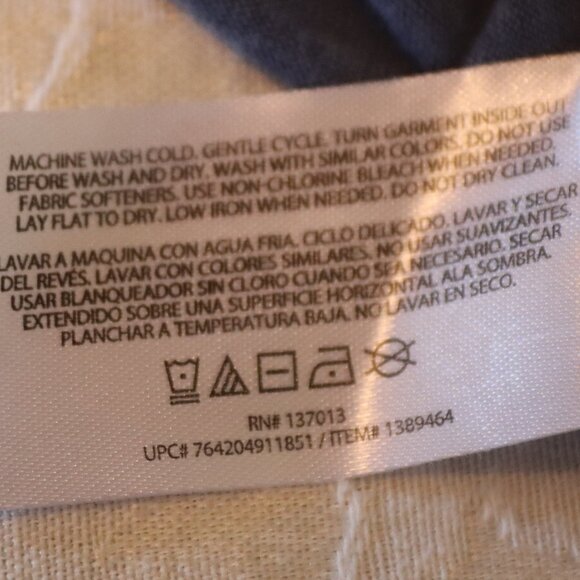 MACHINE WASH COLD. GENTLE CYCLE. TURN GARMENT INSIDE OUT
BEFORE WASH AND DRY. WASH WITH SIMILAR COLORS. DO NOT USE
FABRIC SOFTENERS. USE NON-CHLORINE BLEACH WHEN NEEDED.
LAY FLAT TO DRY. LOW IRON WHEN NEEDED. DO NOT DRY CLEAN.
LAVAR A MAQUINA CON AGUA FRIA. CICLO DELICADO. LAVAR Y SECAR
DEL REVÉS. LAVAR CON COLORES SIMILARES. NO USAR SUAVIZANTES.
USAR BLANQUEADOR SIN CLORO CUANDO SEA NECESARIO. SECAR
EXTENDIDO SOBRE UNA SUPERFICIE HORIZONTAL ALA SOMBRA.
PLANCHAR A TEMPERATURA BAJA. NO LAVAR EN SECO.
RN# 137013
UPC# 764204911851 / ITEM# 1389464